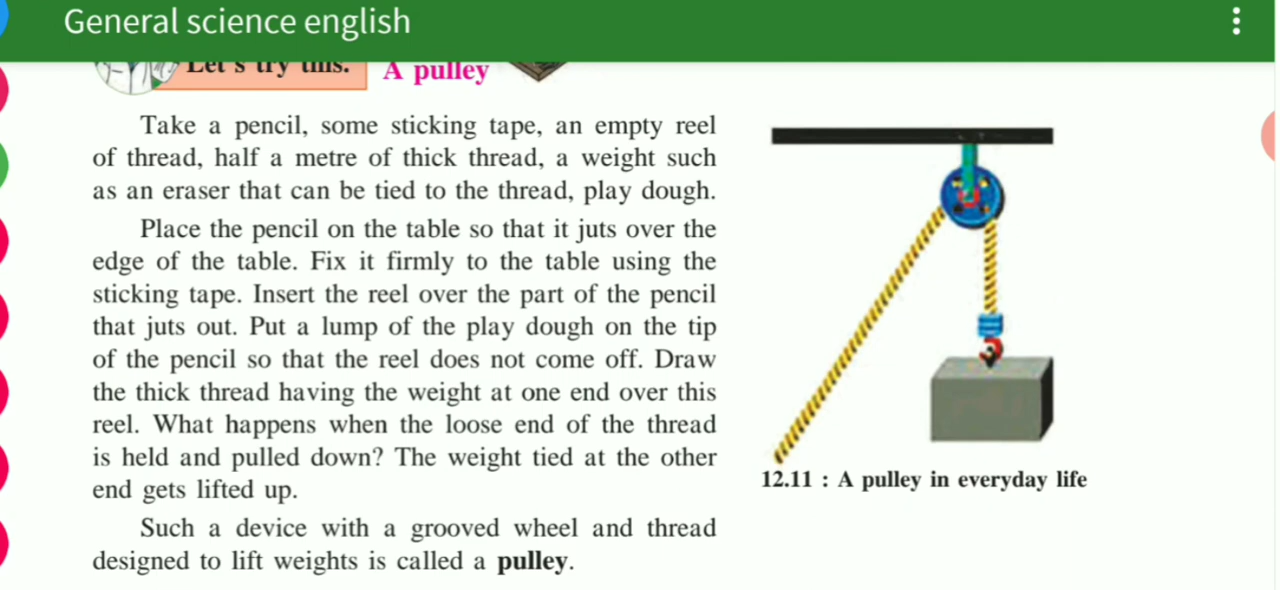 General science english
Let's try this.
A pulley
Take a pencil, some sticking tape, an empty reel
of thread, half a metre of thick thread, a weight such
as an eraser that can be tied to the thread, play dough.
Place the pencil on the table so that it juts over the
edge of the table. Fix it firmly to the table using the
sticking tape. Insert the reel over the part of the pencil
that juts out. Put a lump of the play dough on the tip
of the pencil so that the reel does not come off. Draw
the thick thread having the weight at one end over this
reel. What happens when the loose end of the thread
is held and pulled down? The weight tied at the other
end gets lifted up.
Such a device with a grooved wheel and thread
designed to lift weights is called a pulley.
12.11 : A pulley in everyday life